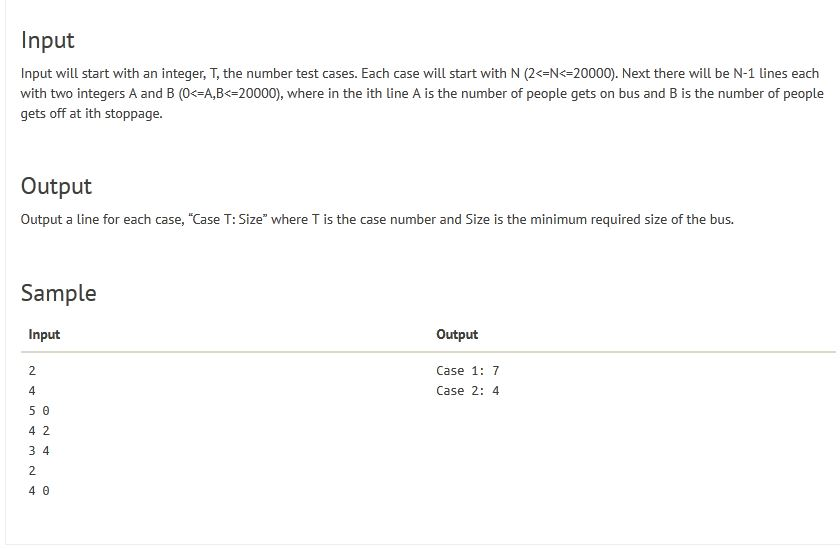 Input
Input will start with an integer, T, the number test cases. Each case will start with N (2<=N<=20000). Next there will be N-1 lines each
with two integers A and B (0<=A,B<=20000), where in the ith line A is the number of people gets on bus and B is the number of people
gets off at ith stoppage.
Output
Output a line for each case, “Case T: Size” where T is the case number and Size is the minimum required size of the bus.
Sample
Input Output
2 Case 1: 7
4 Case 2: 4
5 0
4 2
3 4
2
4 0